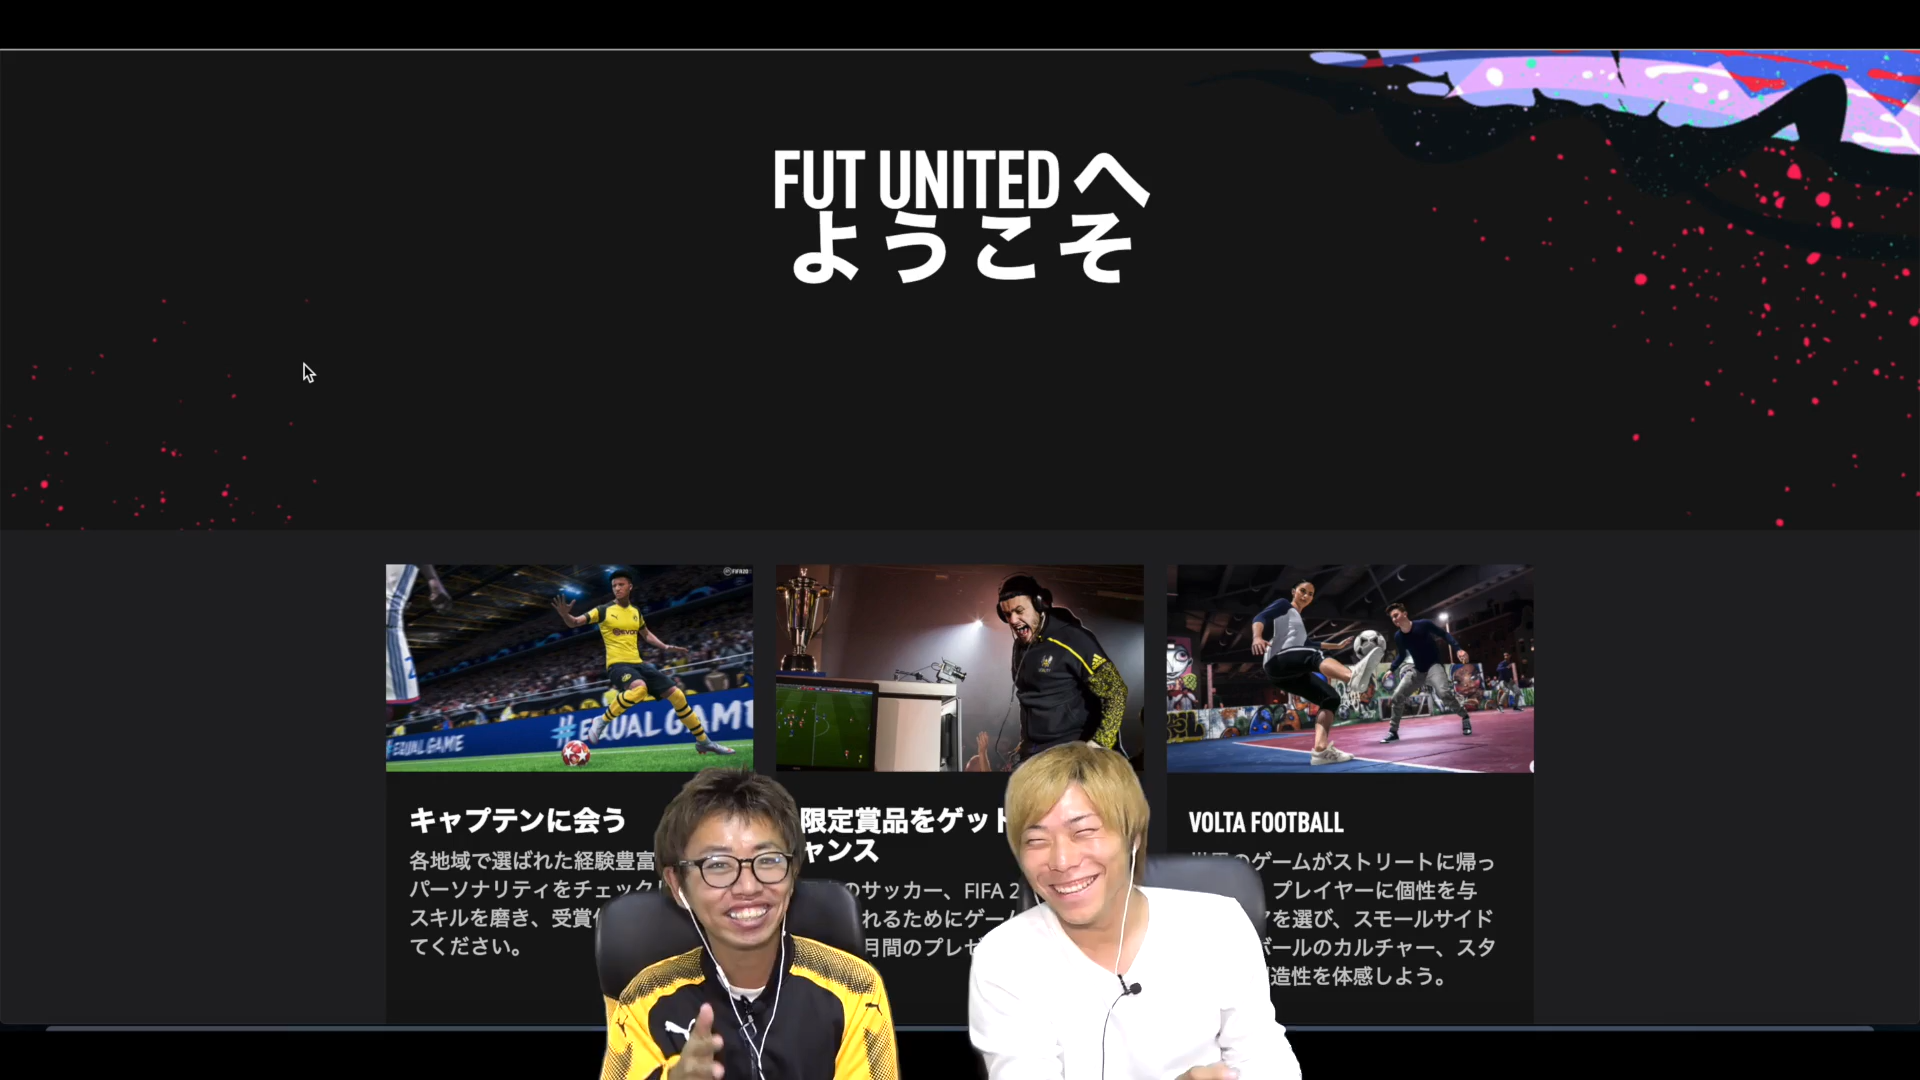 FUT UNITED へ
ようこそ
FIFA20
#EQUAL GAME
#EQUAL GAME
キャプテンに会う
各地域で選ばれた経験豊富
パーソナリティをチェック
スキルを磨き、受賞
てください。
限定賞品をゲット
ャンス
のサッカー、FIFA 2
れるためにゲー
月間のプレゼ
VOLTA FOOTBALL
のゲームがストリートに帰っ
プレイヤーに個性を与
を選び、スモールサイド
ボールのカルチャー、スタ
造性を体感しよう。